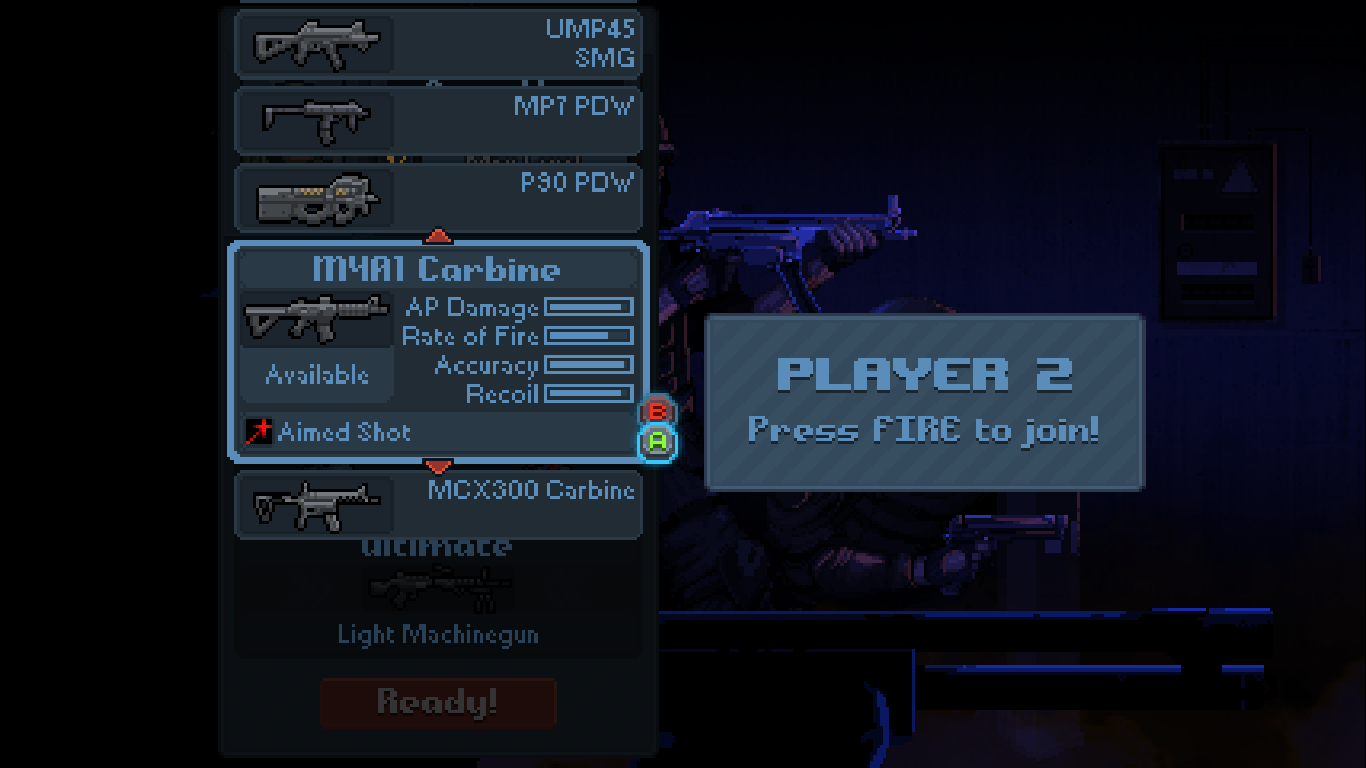 UMP45
SMG
MP7 PDW
P90 PDW
M4A1 Carbine
AP Damage
Rate of Fire
Accuracy
Recoil
Available
Aimed Shot
B
A
MCX300 Carbine
Ultimate
Light Machinegun
Ready!
PLAYER 2
Press FIRE to join!